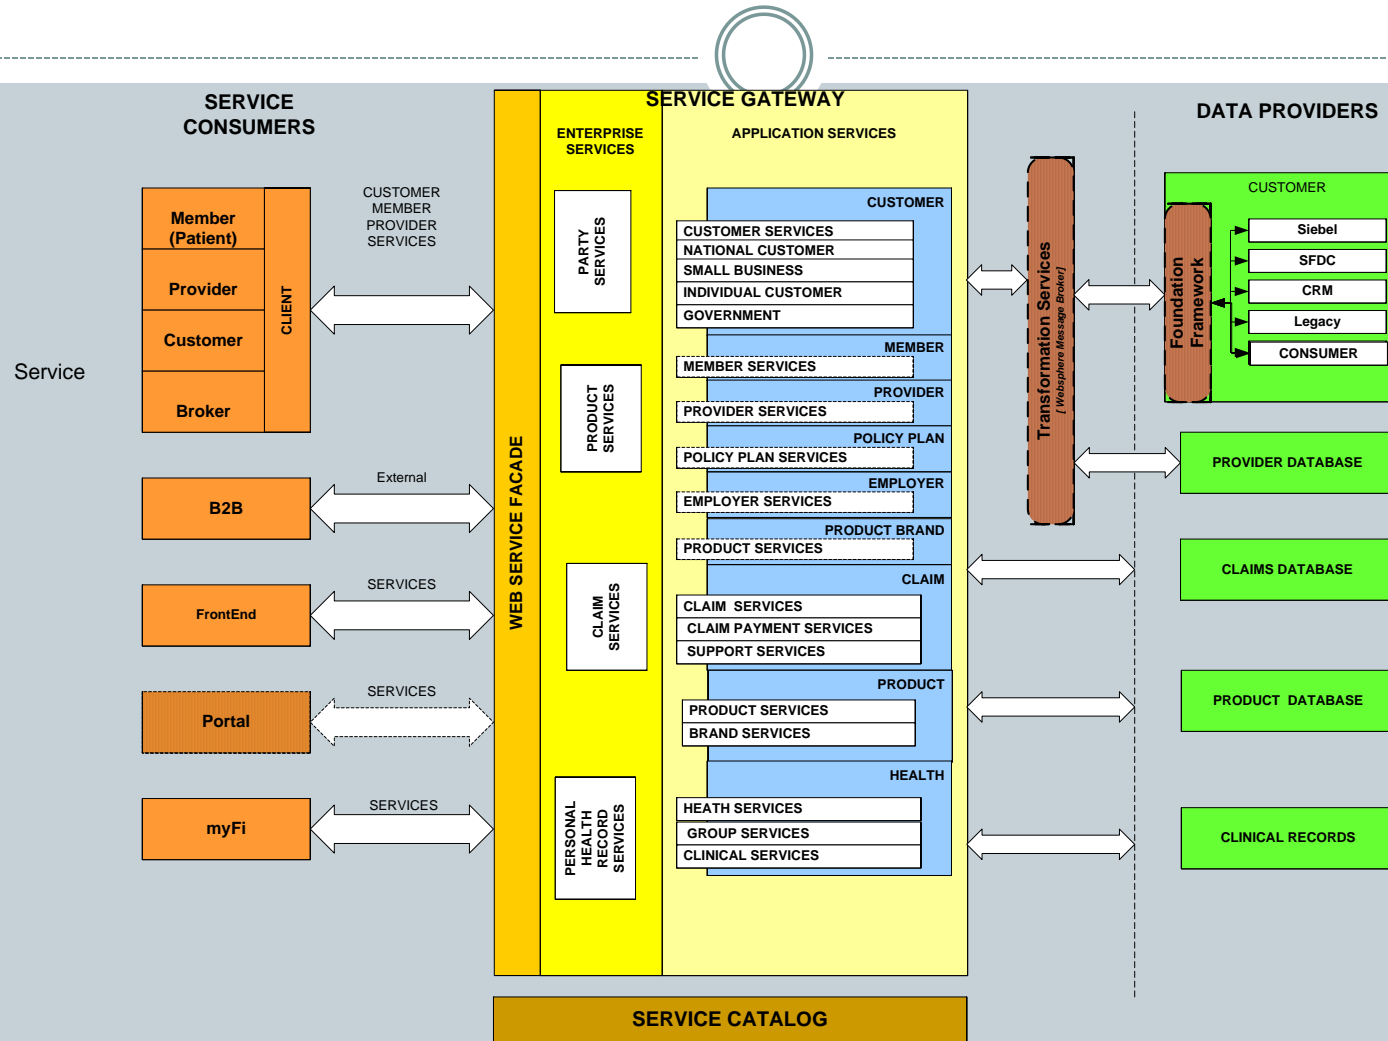 SERVICE
CONSUMERS
SERVICE GATEWAY
DATA PROVIDERS
ENTERPRISE
SERVICES
APPLICATION SERVICES
Service
Member
(Patient)
Provider
Customer
Broker
CLIENT
CUSTOMER
MEMBER
PROVIDER
SERVICES
B2B
External
FrontEnd
SERVICES
Portal
SERVICES
myFi
SERVICES
WEB SERVICE FACADE
PARTY
SERVICES
PRODUCT
SERVICES
CLAIM
SERVICES
PERSONAL
HEALTH
RECORD
SERVICES
CUSTOMER
CUSTOMER SERVICES
NATIONAL CUSTOMER
SMALL BUSINESS
INDIVIDUAL CUSTOMER
GOVERNMENT
MEMBER
MEMBER SERVICES
PROVIDER
PROVIDER SERVICES
POLICY PLAN
POLICY PLAN SERVICES
EMPLOYER
EMPLOYER SERVICES
PRODUCT BRAND
PRODUCT SERVICES
CLAIM
CLAIM SERVICES
CLAIM PAYMENT SERVICES
SUPPORT SERVICES
PRODUCT
PRODUCT SERVICES
BRAND SERVICES
HEALTH
HEATH SERVICES
GROUP SERVICES
CLINICAL SERVICES
Transformation Services
[ Websphere Message Broker]
CUSTOMER
Foundation
Framework
Siebel
SFDC
CRM
Legacy
CONSUMER
PROVIDER DATABASE
CLAIMS DATABASE
PRODUCT DATABASE
CLINICAL RECORDS
SERVICE CATALOG